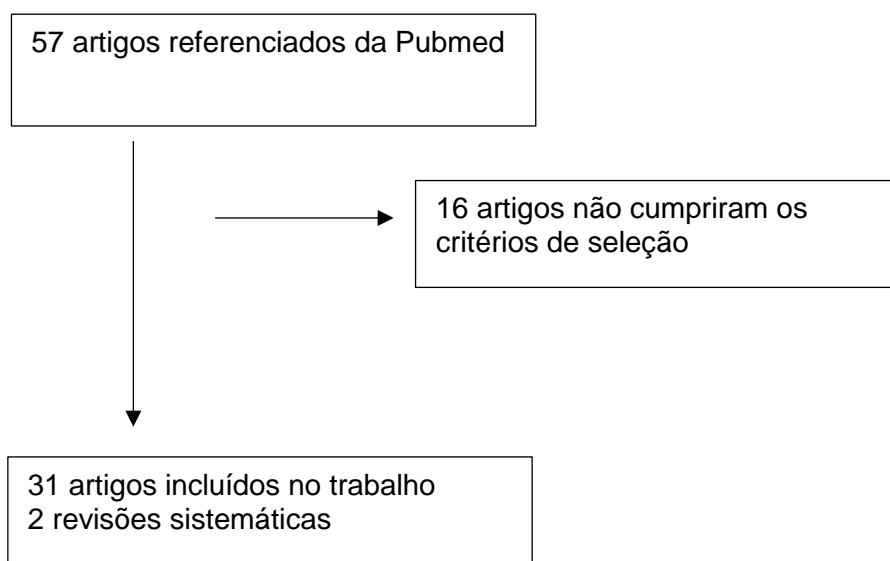 57 artigos referenciados da Pubmed
16 artigos não cumpriram os
critérios de seleção
31 artigos incluídos no trabalho
2 revisões sistemáticas